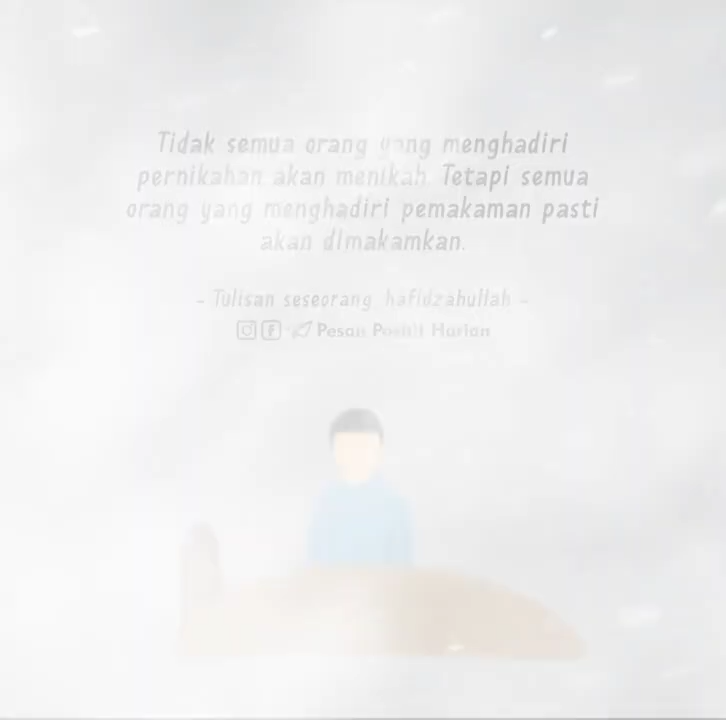 Tidak semua orang yang menghadiri
pernikahan akan menikah. Tetapi semua
orang yang menghadiri pemakaman pasti
akan dimakamkan.
- Tulisan seseorang hafidzahullah -
Pesan Positif Harian